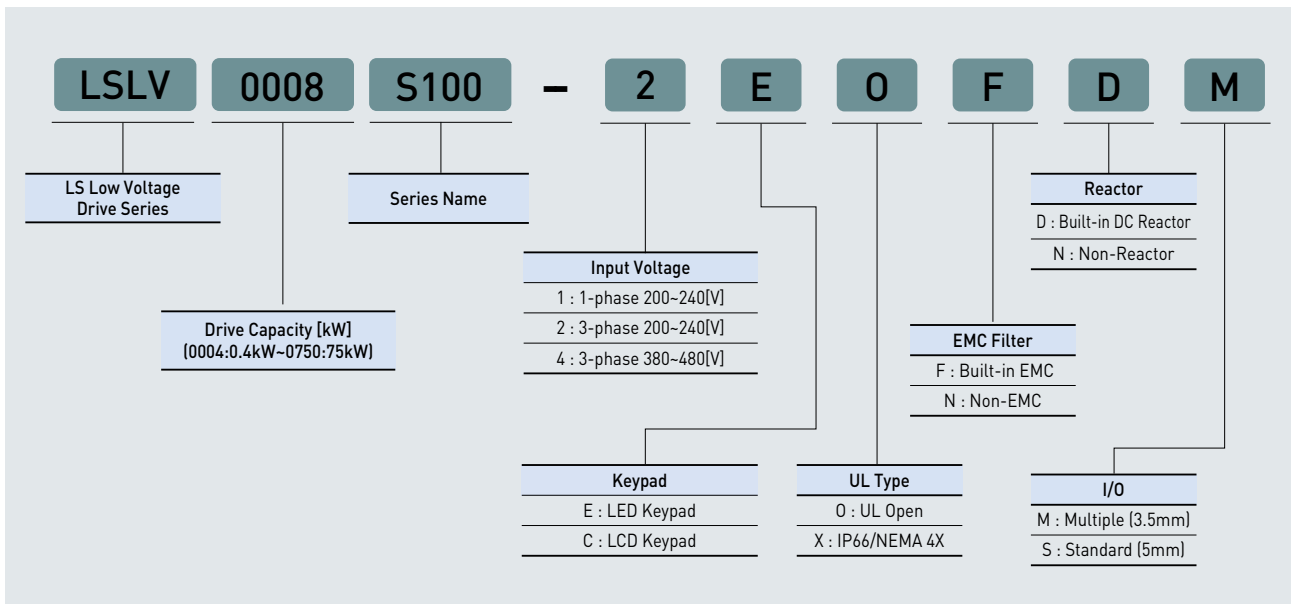 LSLV 0008 S100 - 2 E O F D M
LS Low Voltage
Drive Series
Drive Capacity [kW]
(0004:0.4kW~0750:75kW)
Series Name
Input Voltage
1 : 1-phase 200~240[V]
2 : 3-phase 200~240[V]
4 : 3-phase 380~480[V]
Keypad
E : LED Keypad
C : LCD Keypad
UL Type
O : UL Open
X : IP66/NEMA 4X
EMC Filter
F : Built-in EMC
N : Non-EMC
Reactor
D : Built-in DC Reactor
N : Non-Reactor
I/O
M : Multiple (3.5mm)
S : Standard (5mm)